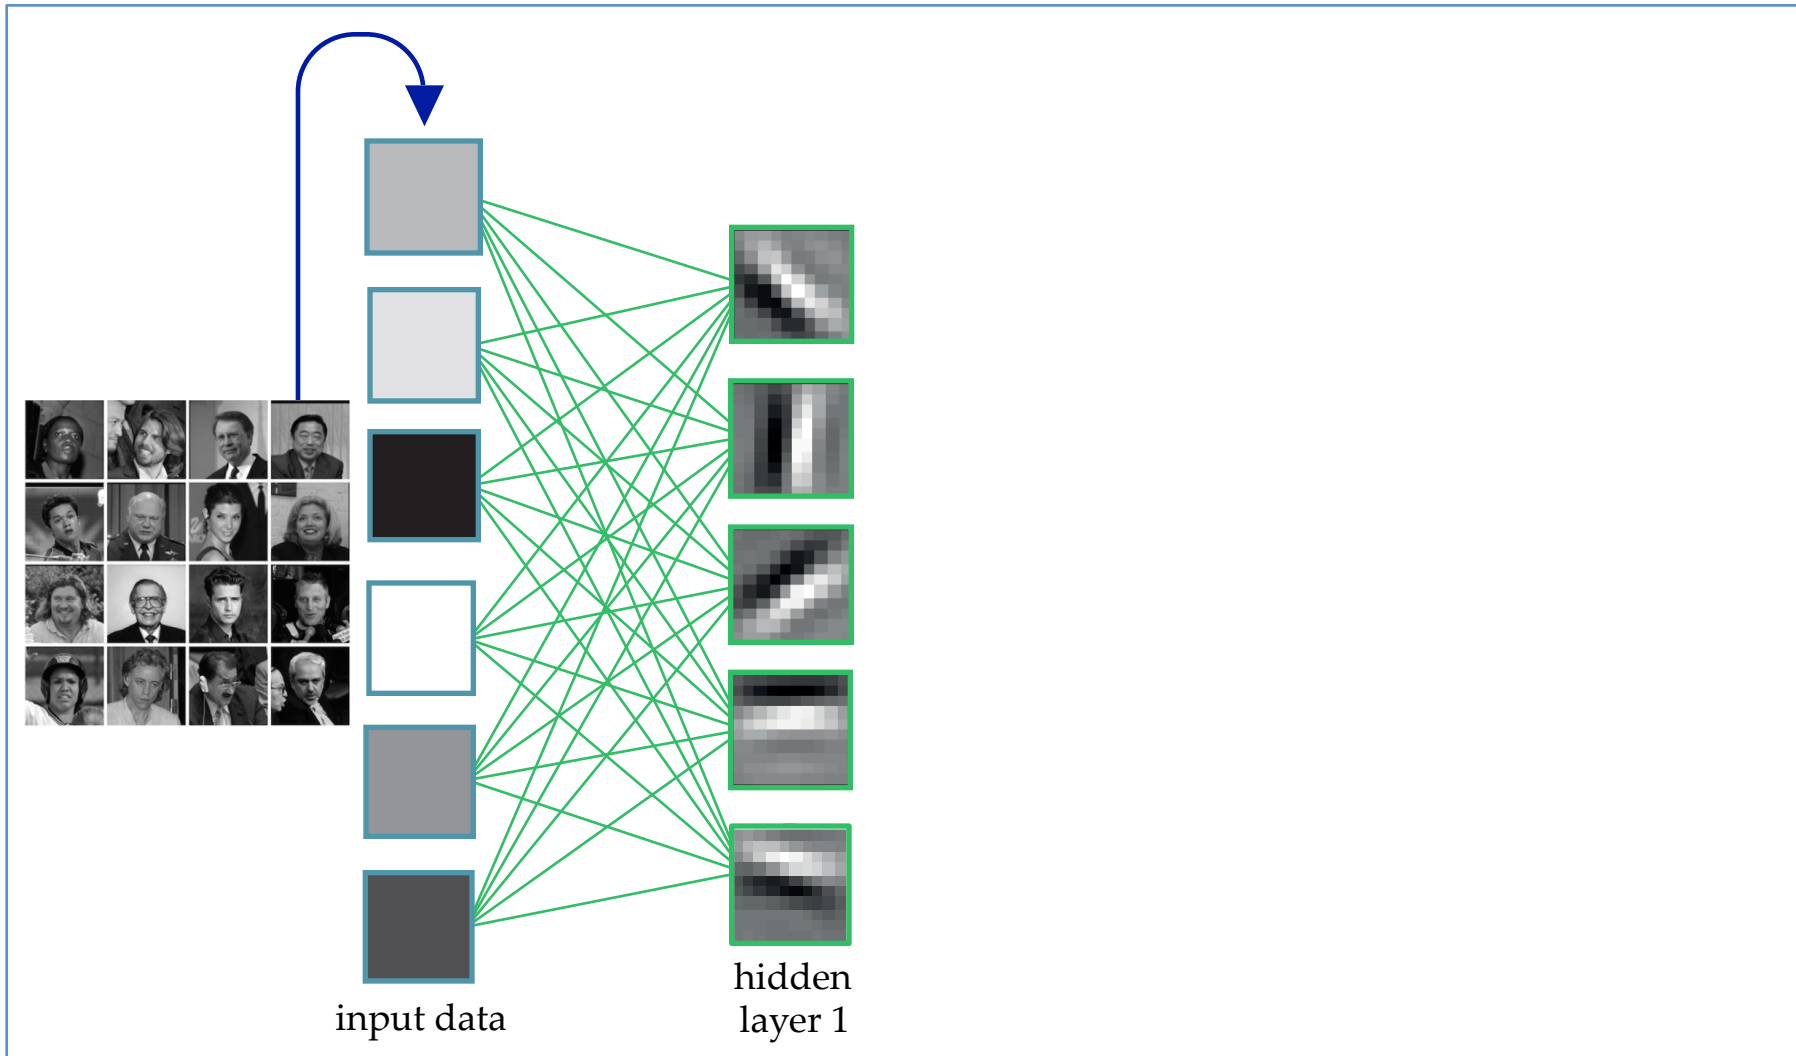 input data
hidden
layer 1